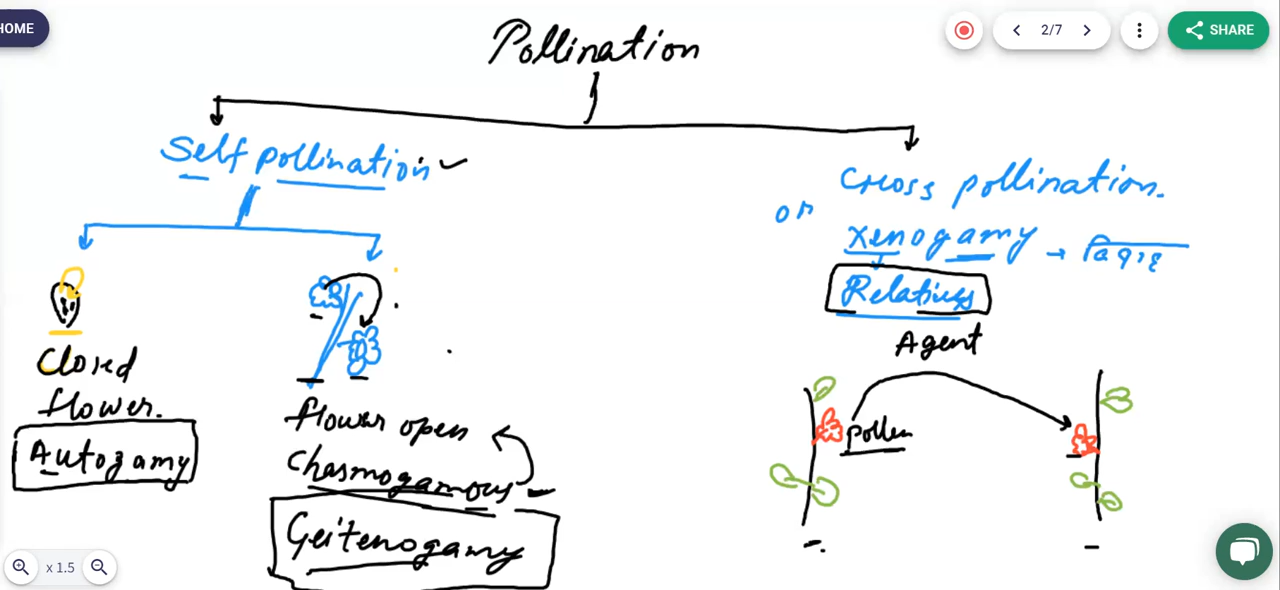 HOME
2/7
SHARE
Pollination
Self pollination
Cross pollination.
or
Xenogamy →
Relatives
Agent
Closed
flower.
Autogamy
flower open
Chasmogamous
Geitenogamy
Pollen
x 1.5